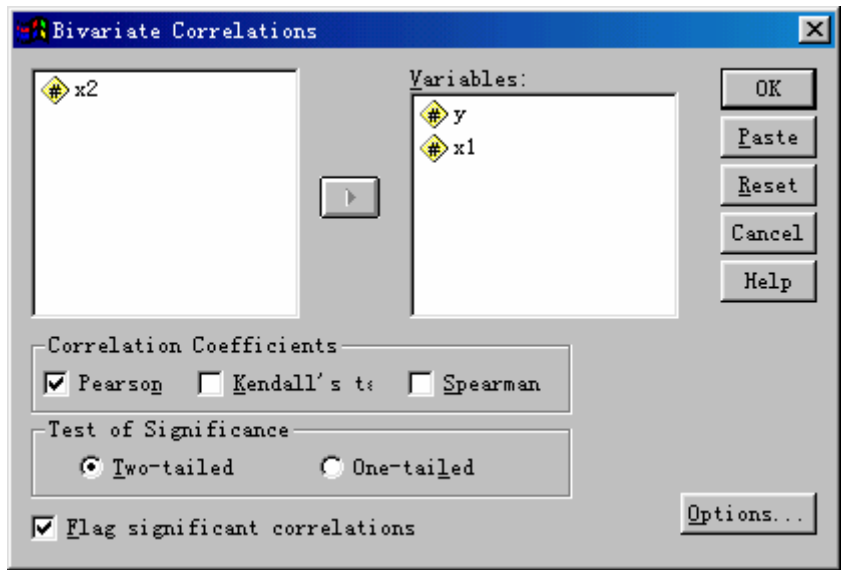 Bivariate Correlations
x2
Variables:
y
x1
OK
Paste
Reset
Cancel
Help
Correlation Coefficients
Pearson
Kendall's
Spearman
Test of Significance
Two-tailed
One-tailed
Flag significant correlations
Options...